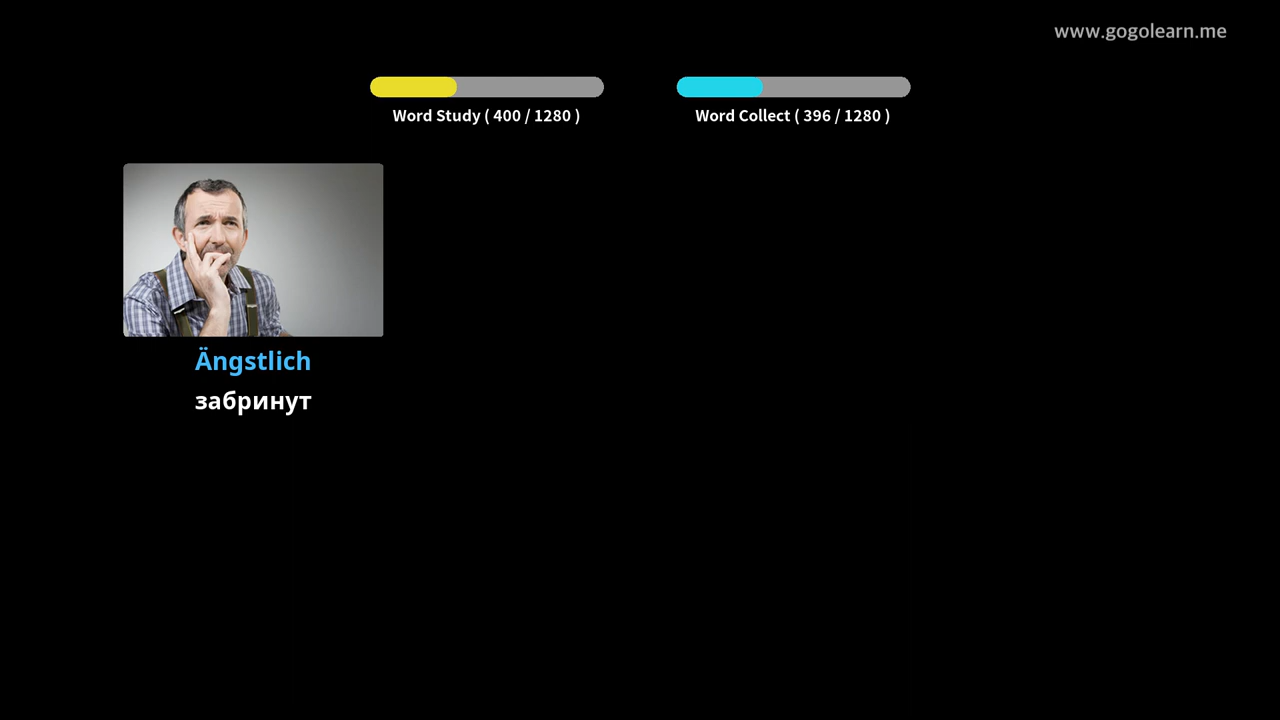 www.gogolearn.me
Word Study ( 400 / 1280 )
Word Collect ( 396 / 1280 )
Ängstlich
забринут